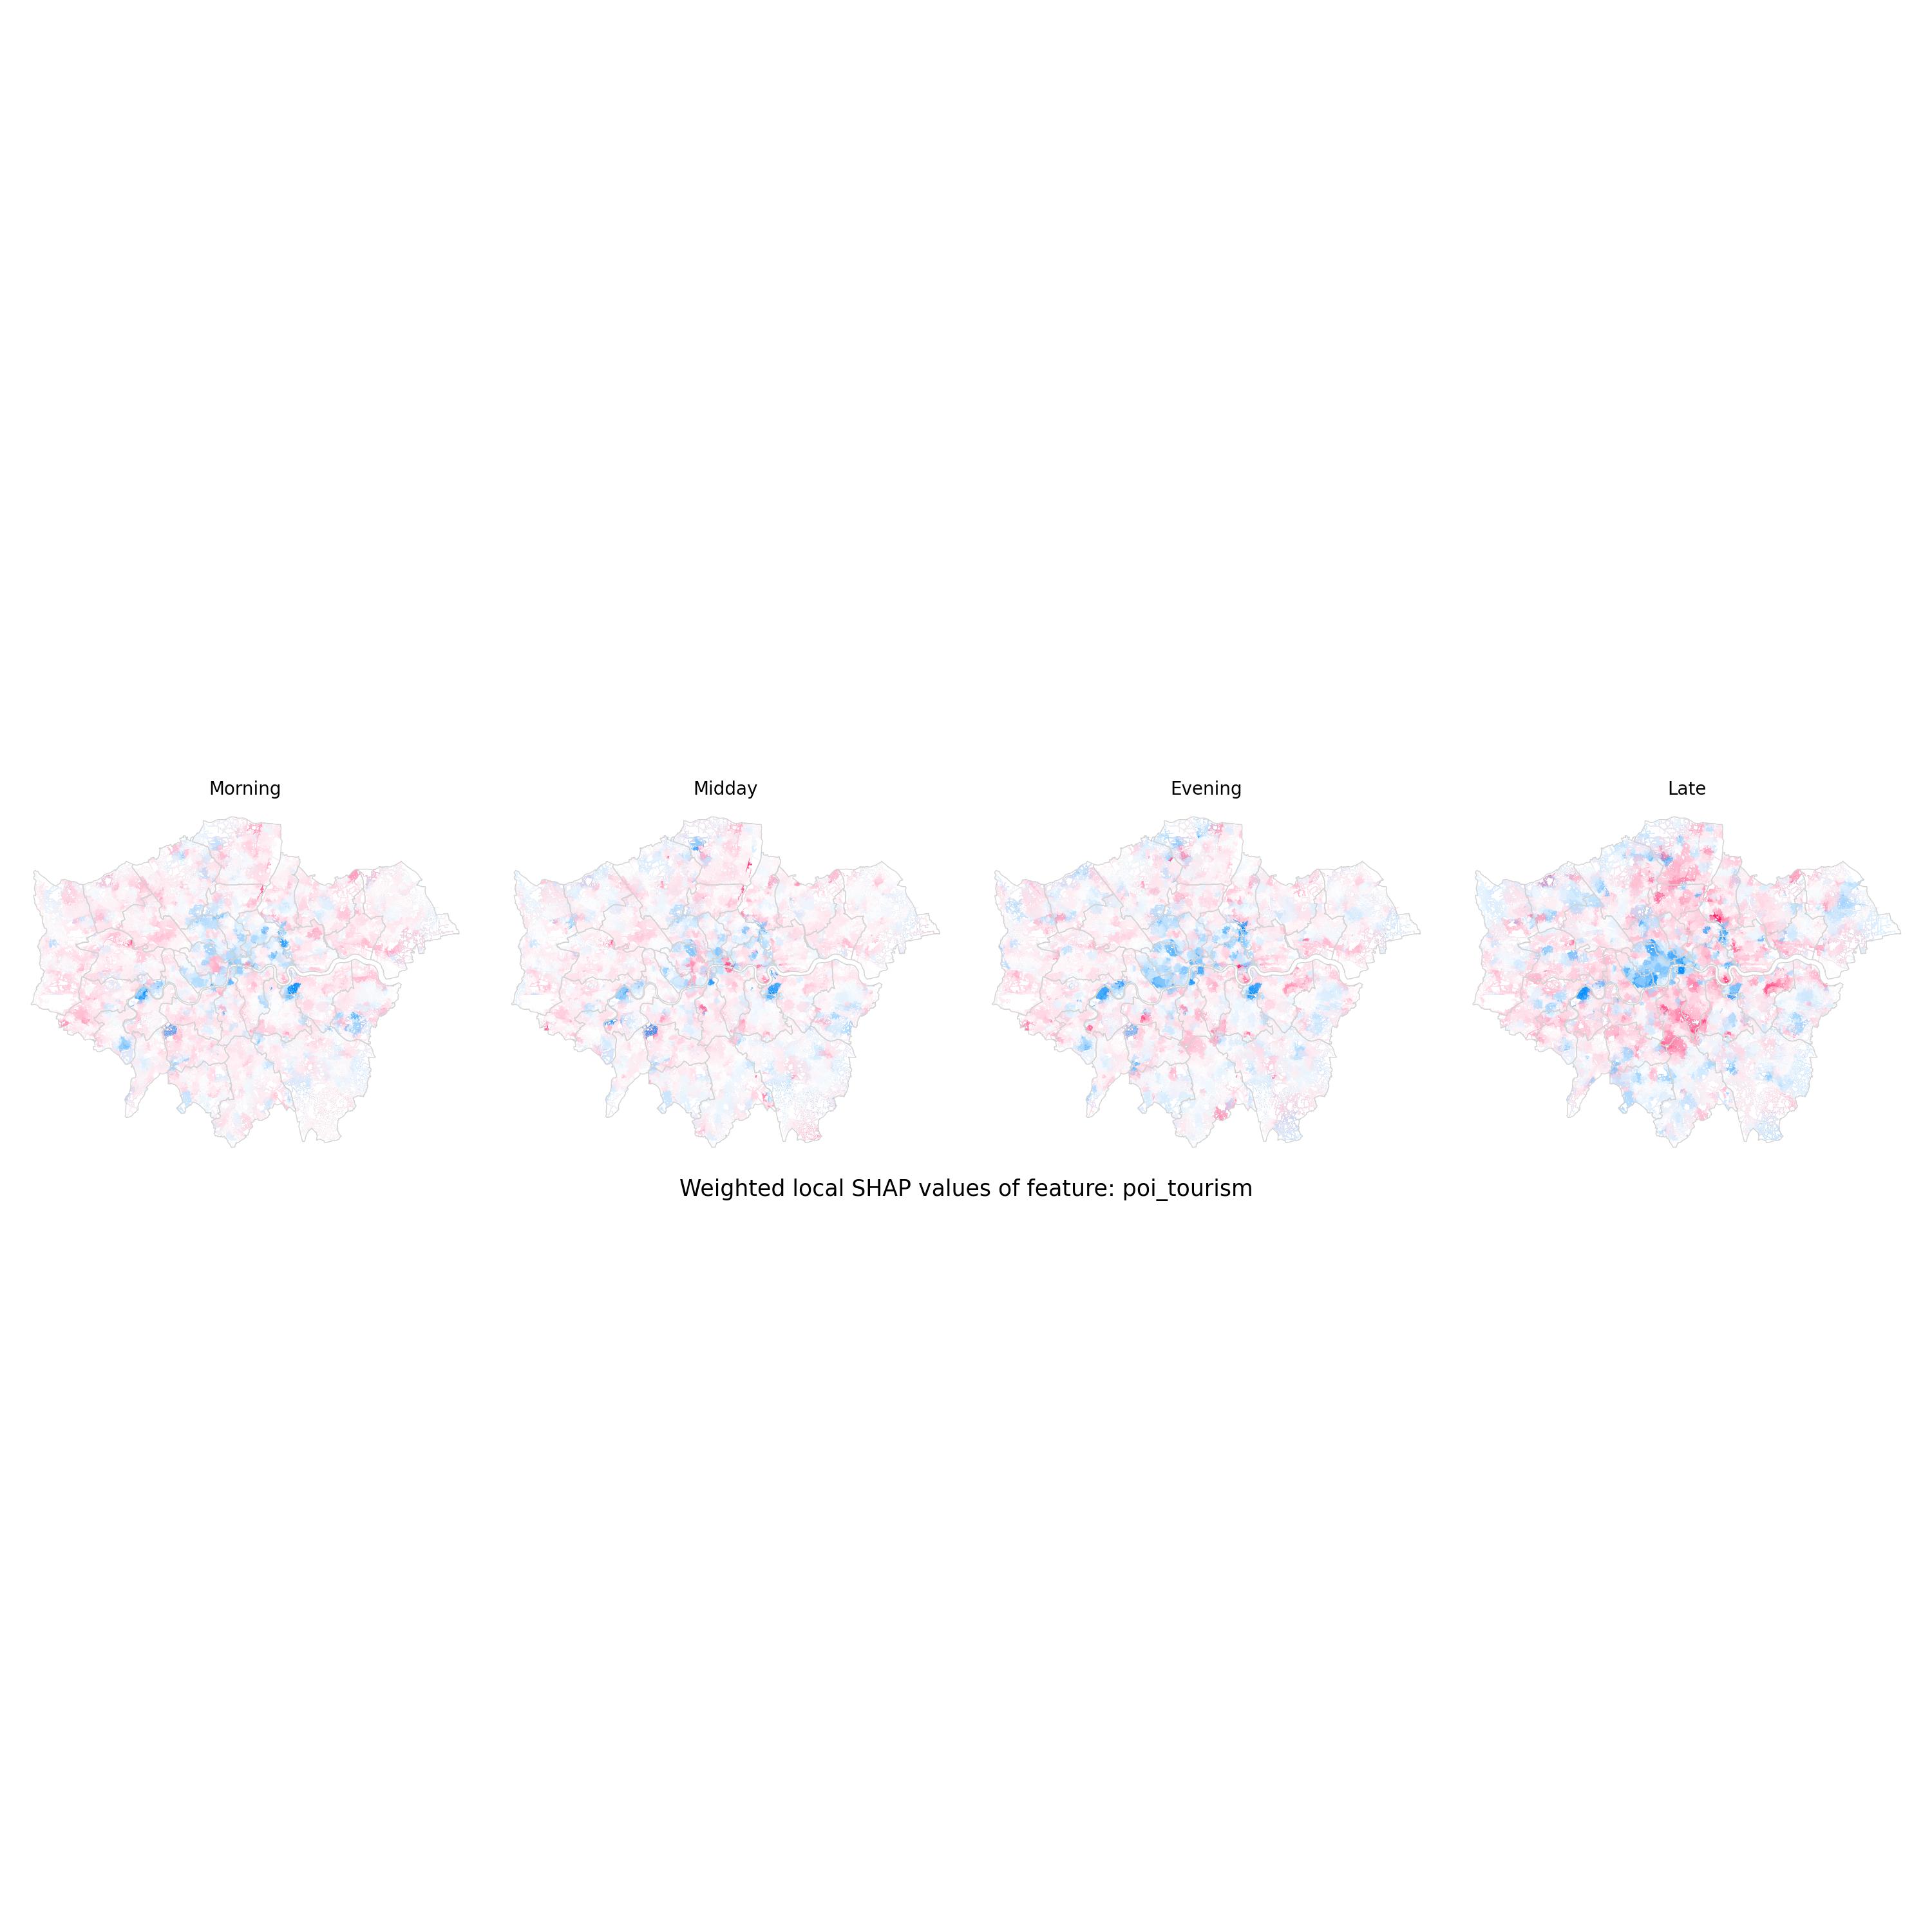 Morning
Midday
Evening
Late
Weighted local SHAP values of feature: poi_tourism